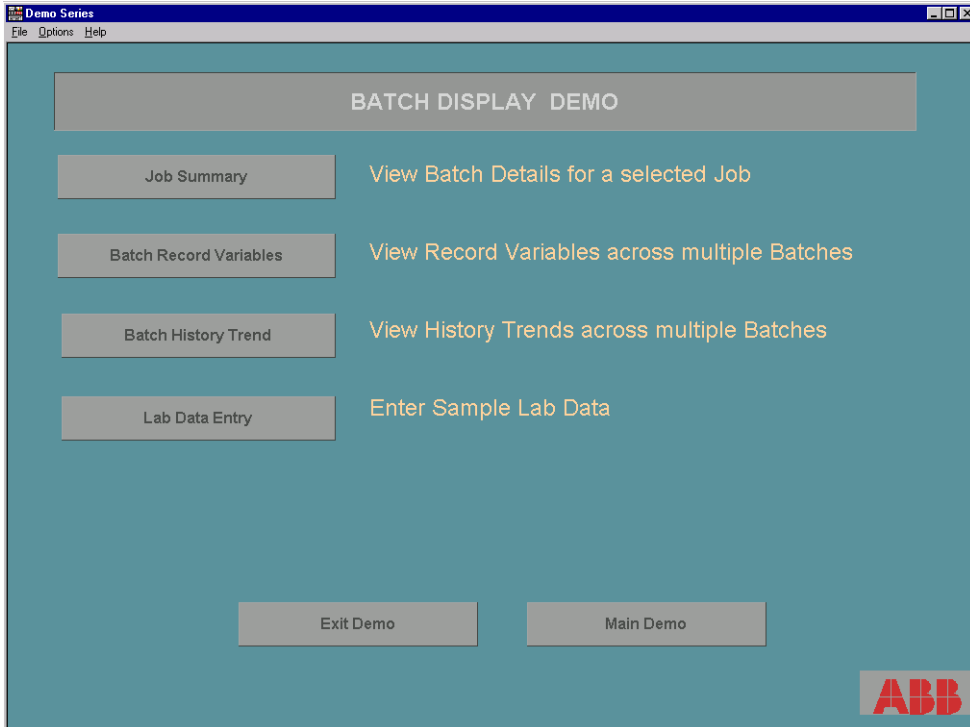 Demo Series
File Options Help
BATCH DISPLAY DEMO
Job Summary View Batch Details for a selected Job
Batch Record Variables View Record Variables across multiple Batches
Batch History Trend View History Trends across multiple Batches
Lab Data Entry Enter Sample Lab Data
Exit Demo Main Demo
ABB